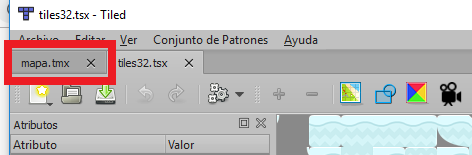 tiles32.tsx - Tiled
Archivo Editar Ver Conjunto de Patrones Ayuda
mapa.tmx tiles32.tsx
Atributos
Atributo Valor